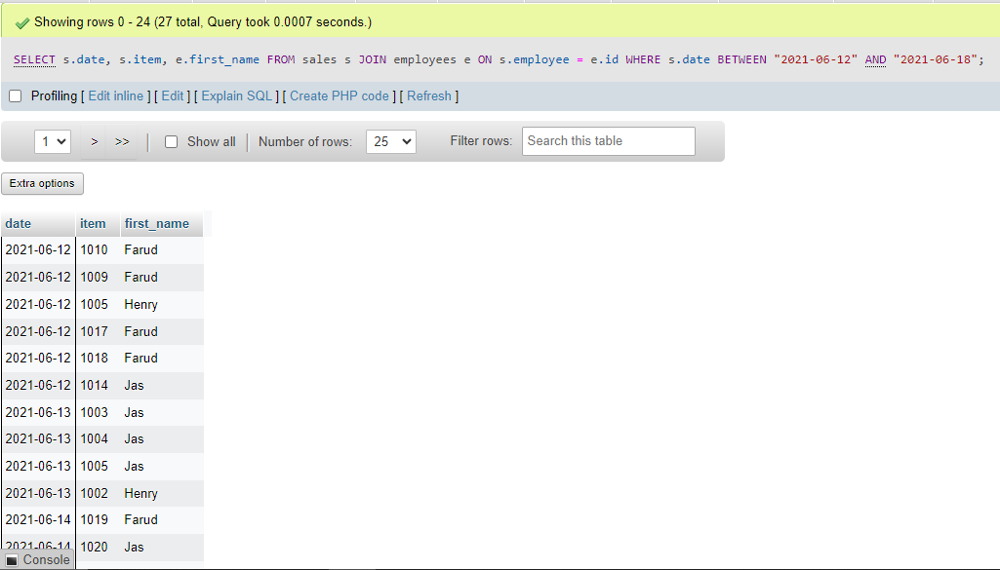 Showing rows 0 - 24 (27 total, Query took 0.0007 seconds.)
SELECT s.date, s.item, e.first_name FROM sales s JOIN employees e ON s.employee = e.id WHERE s.date BETWEEN "2021-06-12" AND "2021-06-18";
Profiling [ Edit inline ] [ Edit ] [ Explain SQL ] [ Create PHP code ] [ Refresh ]
1 > >> Show all Number of rows: 25 Filter rows: Search this table
Extra options
date item first_name
2021-06-12 1010 Farud
2021-06-12 1009 Farud
2021-06-12 1005 Henry
2021-06-12 1017 Farud
2021-06-12 1018 Farud
2021-06-12 1014 Jas
2021-06-13 1003 Jas
2021-06-13 1004 Jas
2021-06-13 1005 Jas
2021-06-13 1002 Henry
2021-06-14 1019 Farud
2021-06-14 1020 Jas
Console